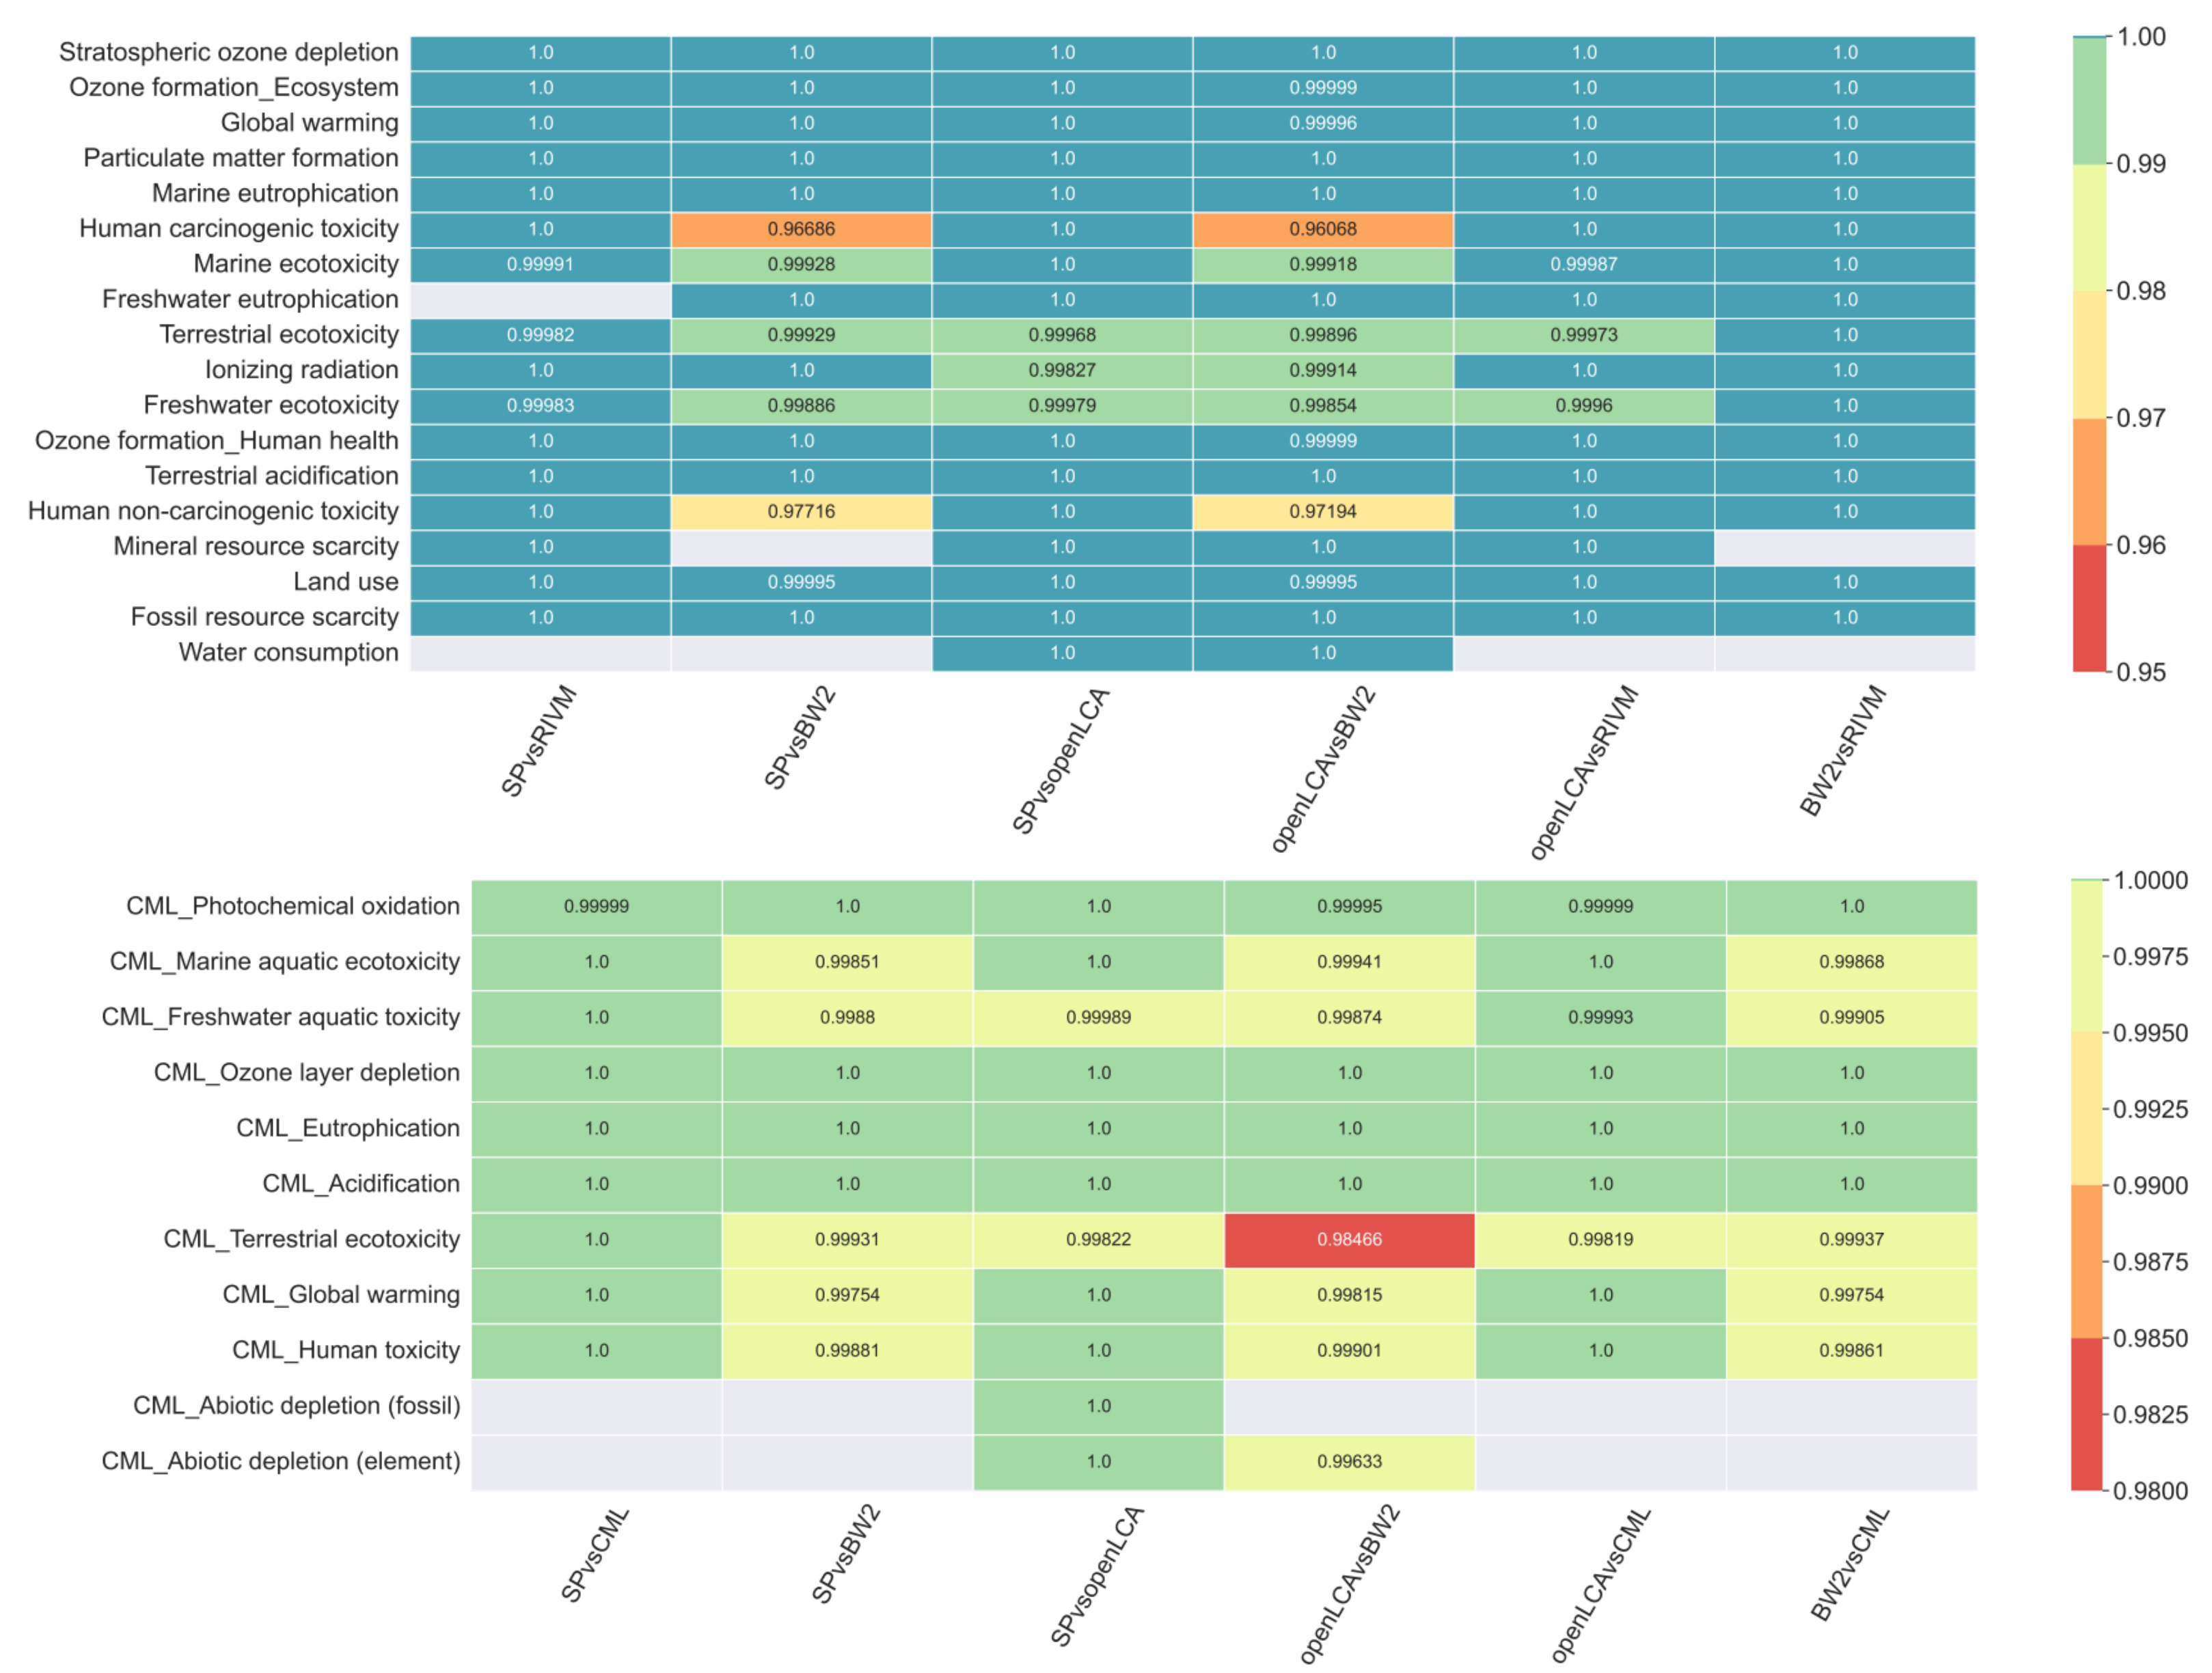 Stratospheric ozone depletion 1.0 1.0 1.0 1.0 1.0 1.0
Ozone formation_Ecosystem 1.0 1.0 1.0 0.99999 1.0 1.0
Global warming 1.0 1.0 1.0 0.99996 1.0 1.0
Particulate matter formation 1.0 1.0 1.0 1.0 1.0 1.0
Marine eutrophication 1.0 1.0 1.0 1.0 1.0 1.0
Human carcinogenic toxicity 1.0 0.96686 1.0 0.96068 1.0 1.0
Marine ecotoxicity 0.99991 0.99928 1.0 0.99918 0.99987 1.0
Freshwater eutrophication 1.0 1.0 1.0 1.0 1.0
Terrestrial ecotoxicity 0.99982 0.99929 0.99968 0.99896 0.99973 1.0
Ionizing radiation 1.0 1.0 0.99827 0.99914 1.0 1.0
Freshwater ecotoxicity 0.99983 0.99886 0.99979 0.99854 0.9996 1.0
Ozone formation_Human health 1.0 1.0 1.0 0.99999 1.0 1.0
Terrestrial acidification 1.0 1.0 1.0 1.0 1.0 1.0
Human non-carcinogenic toxicity 1.0 0.97716 1.0 0.97194 1.0 1.0
Mineral resource scarcity 1.0 1.0 1.0 1.0
Land use 1.0 0.99995 1.0 0.99995 1.0 1.0
Fossil resource scarcity 1.0 1.0 1.0 1.0 1.0 1.0
Water consumption 1.0 1.0
SPvsRIVM SPvsBW2 SPvsopenLCA openLCAvsBW2 openLCAvsRIVM BW2vsRIVM
1.00
0.99
0.98
0.97
0.96
0.95
CML_Photochemical oxidation 0.99999 1.0 1.0 0.99995 0.99999 1.0
CML_Marine aquatic ecotoxicity 1.0 0.99851 1.0 0.99941 1.0 0.99868
CML_Freshwater aquatic toxicity 1.0 0.9988 0.99989 0.99874 0.99993 0.99905
CML_Ozone layer depletion 1.0 1.0 1.0 1.0 1.0 1.0
CML_Eutrophication 1.0 1.0 1.0 1.0 1.0 1.0
CML_Acidification 1.0 1.0 1.0 1.0 1.0 1.0
CML_Terrestrial ecotoxicity 1.0 0.99931 0.99822 0.98466 0.99819 0.99937
CML_Global warming 1.0 0.99754 1.0 0.99815 1.0 0.99754
CML_Human toxicity 1.0 0.99881 1.0 0.99901 1.0 0.99861
CML_Abiotic depletion (fossil) 1.0
CML_Abiotic depletion (element) 1.0 0.99633
SPvsCML SPvsBW2 SPvsopenLCA openLCAvsBW2 openLCAvsCML BW2vsCML
1.0000
0.9975
0.9950
0.9925
0.9900
0.9875
0.9850
0.9825
0.9800